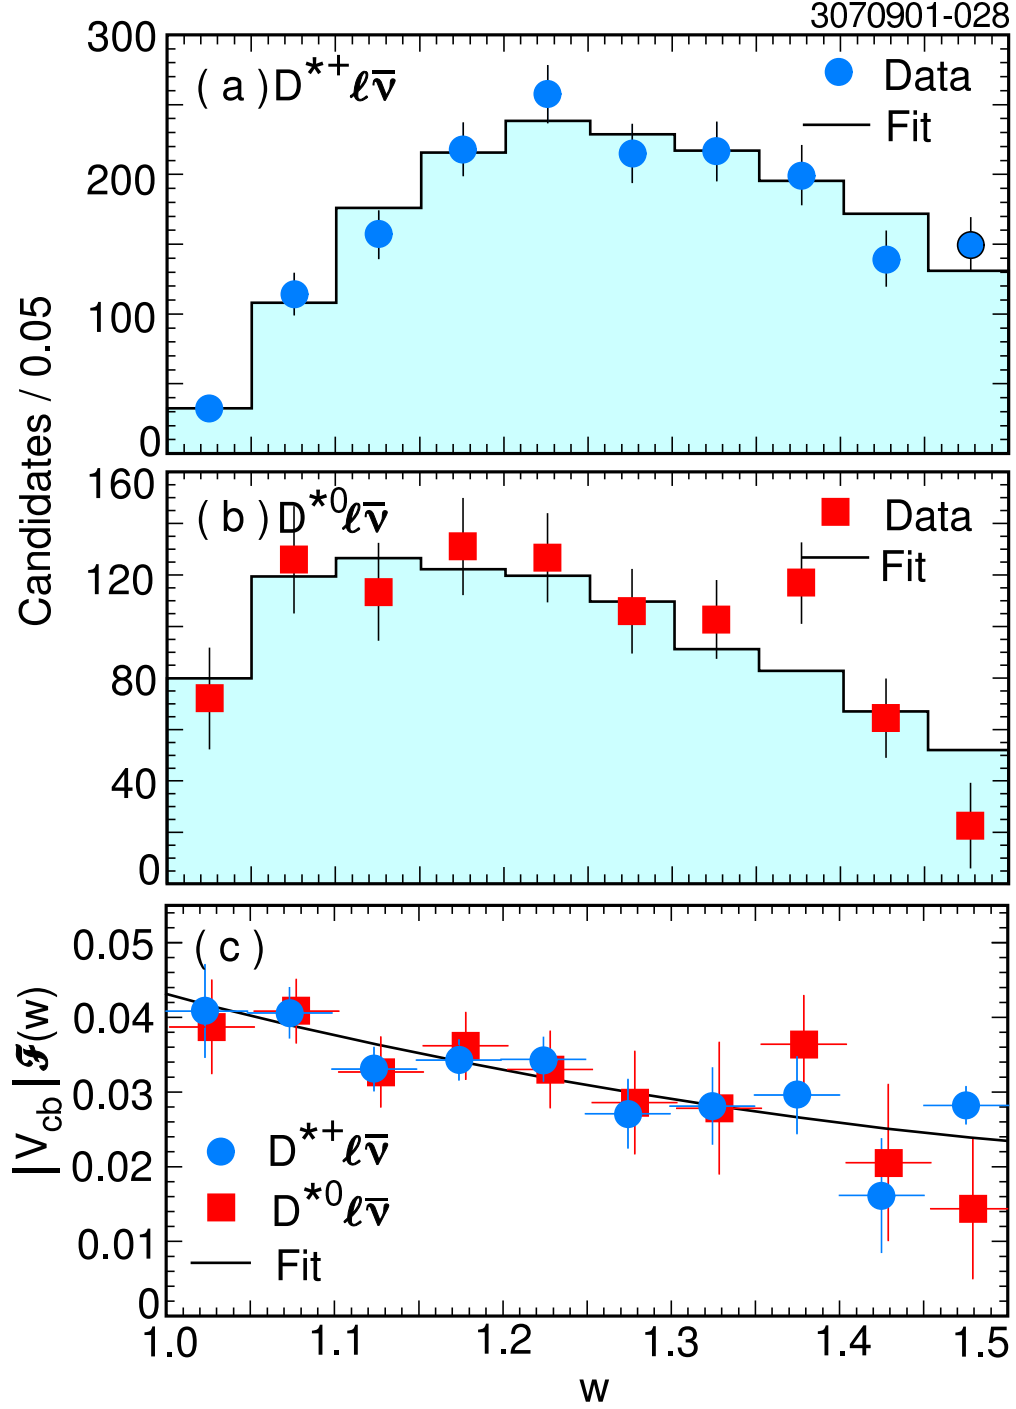 3070901-028
300
(a) D*+ℓν̅
Data
Fit
200
100
0
Candidates / 0.05
160
(b) D*0ℓν̅
Data
Fit
120
80
40
0
(c)
0.05
0.04
0.03
0.02
0.01
0
|Vcb|ℱ(w)
D*+ℓν̅
D*0ℓν̅
Fit
1.0 1.1 1.2 1.3 1.4 1.5
w